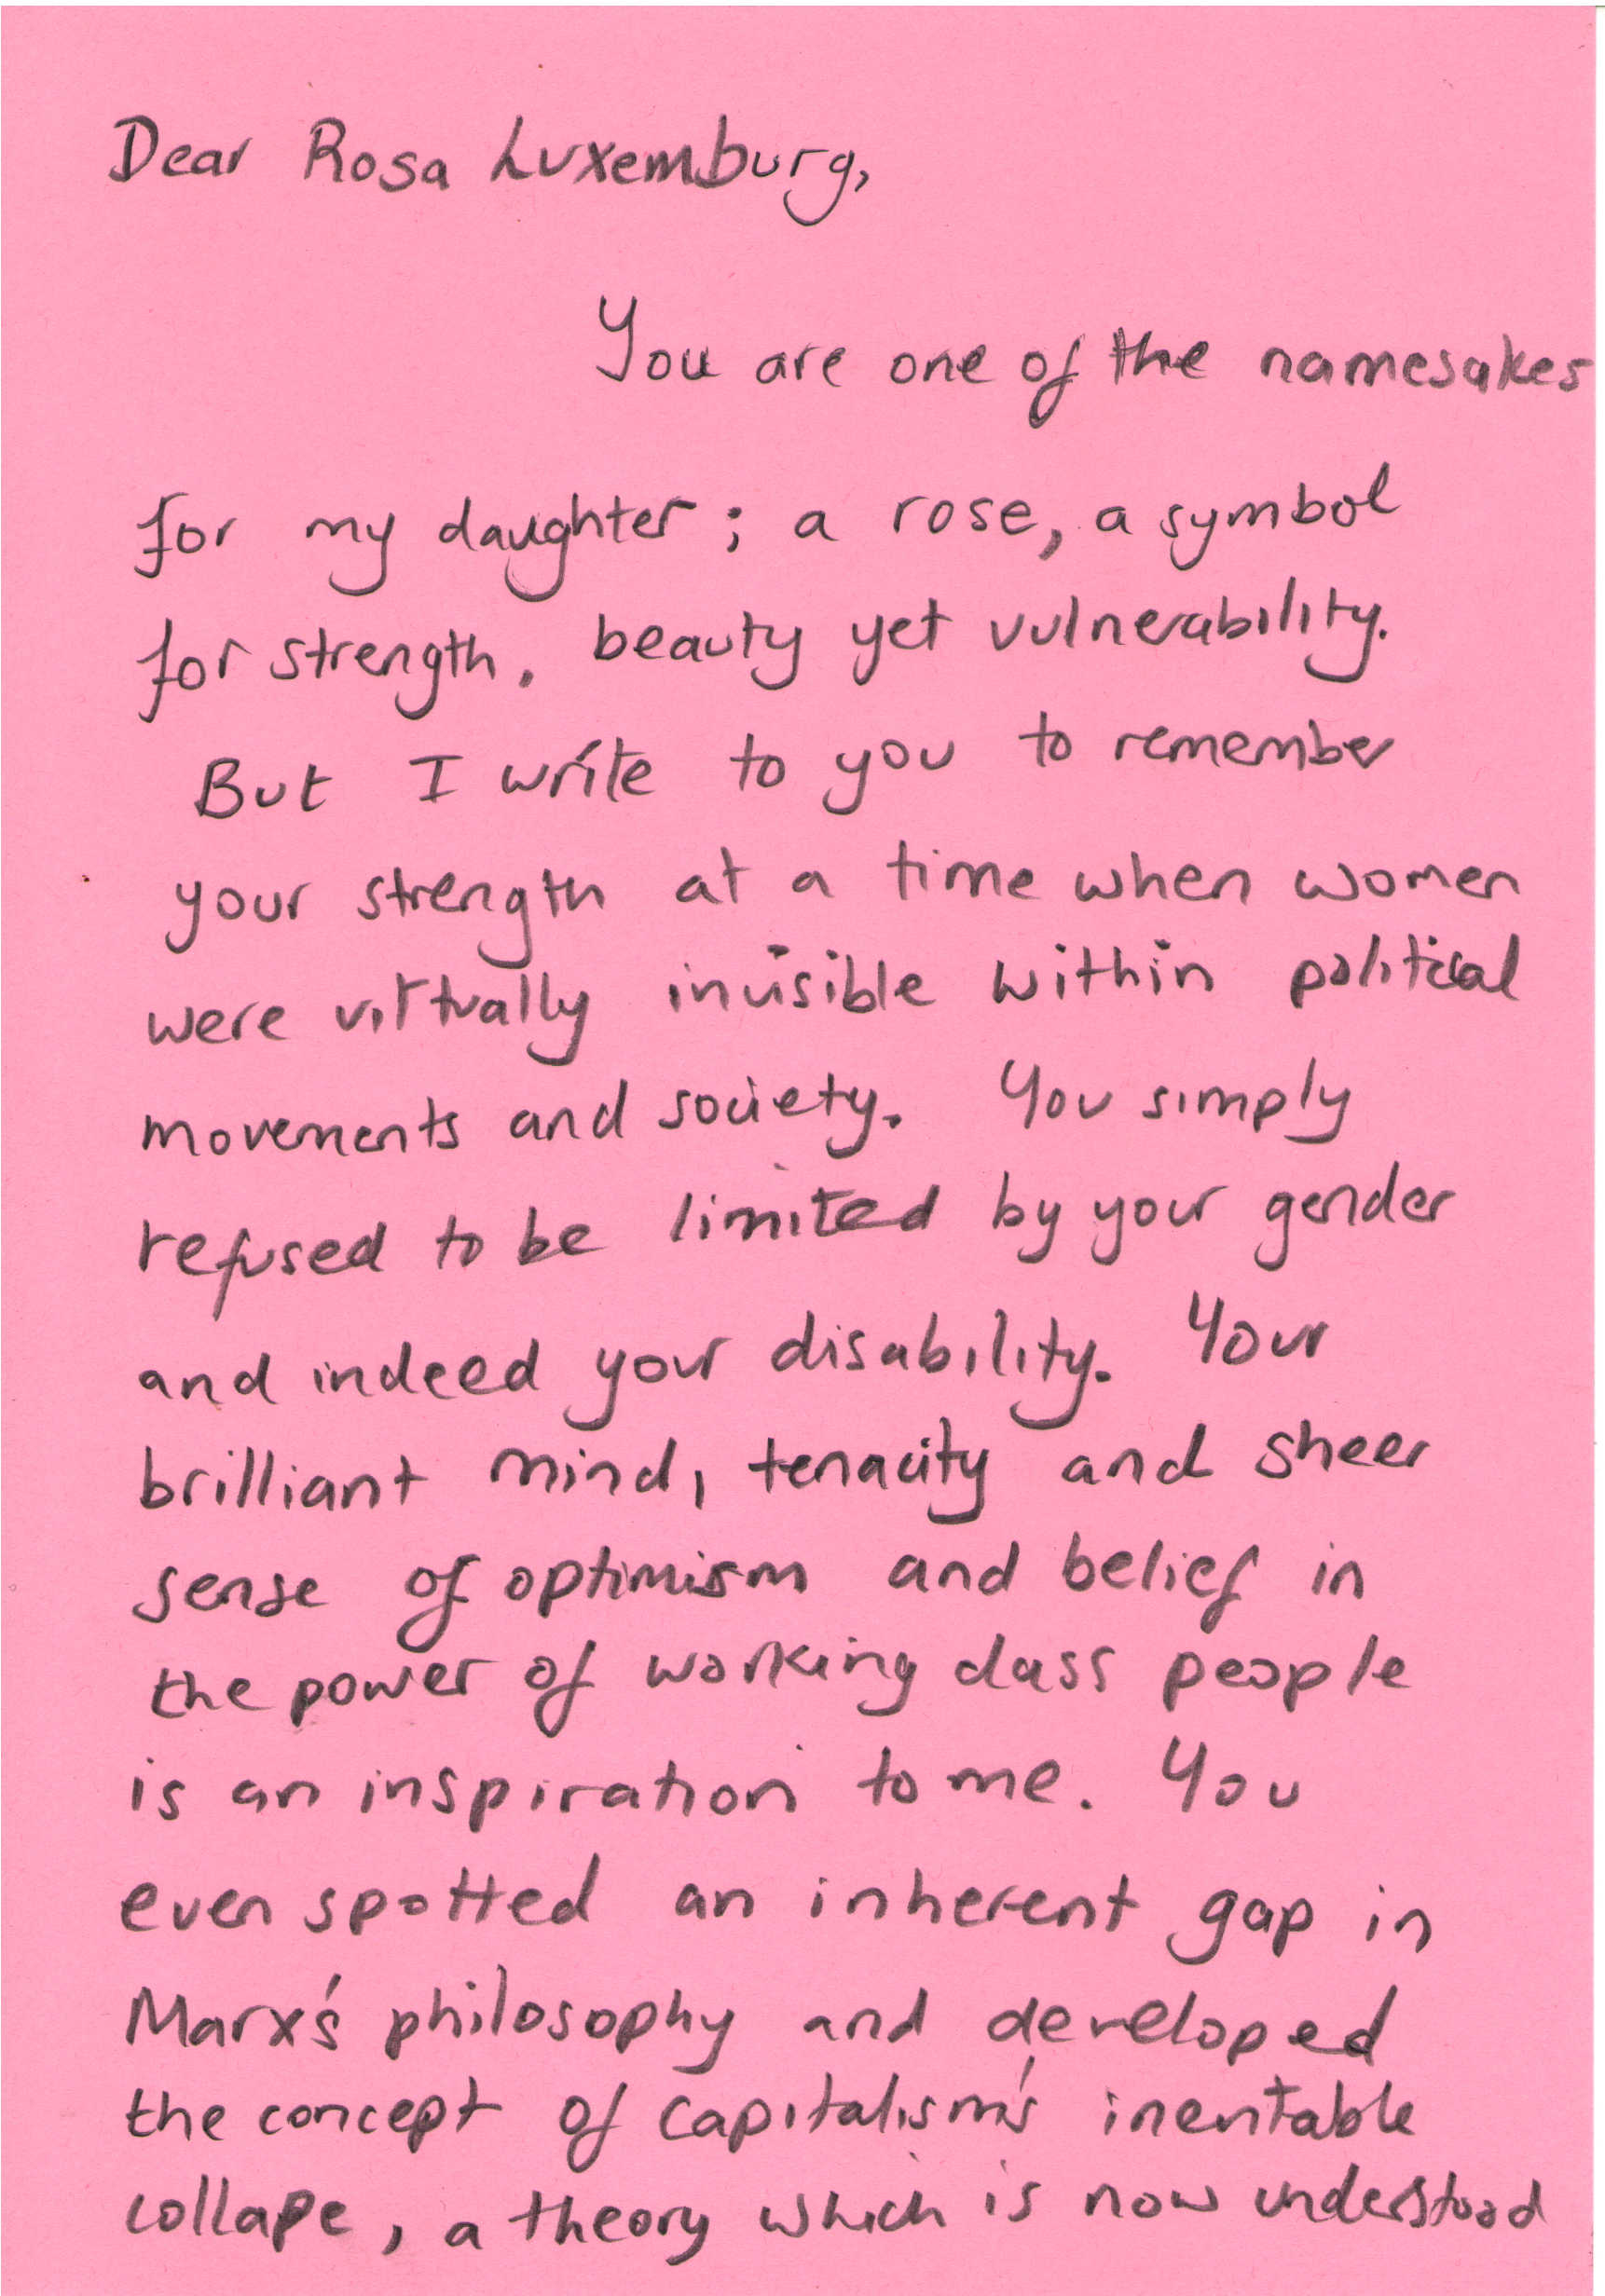 Dear Rosa Luxemburg,
You are one of the namesakes
for my daughter; a rose, a symbol
for strength, beauty yet vulnerability.
But I write to you to remember
your strength at a time when women
were virtually invisible within political
movements and society. You simply
refused to be limited by your gender
and indeed your disability. Your
brilliant mind, tenacity and sheer
sense of optimism and belief in
the power of working class people
is an inspiration to me. You
even spotted an inherent gap in
Marx's philosophy and developed
the concept of capitalism's inevitable
collape, a theory which is now understood